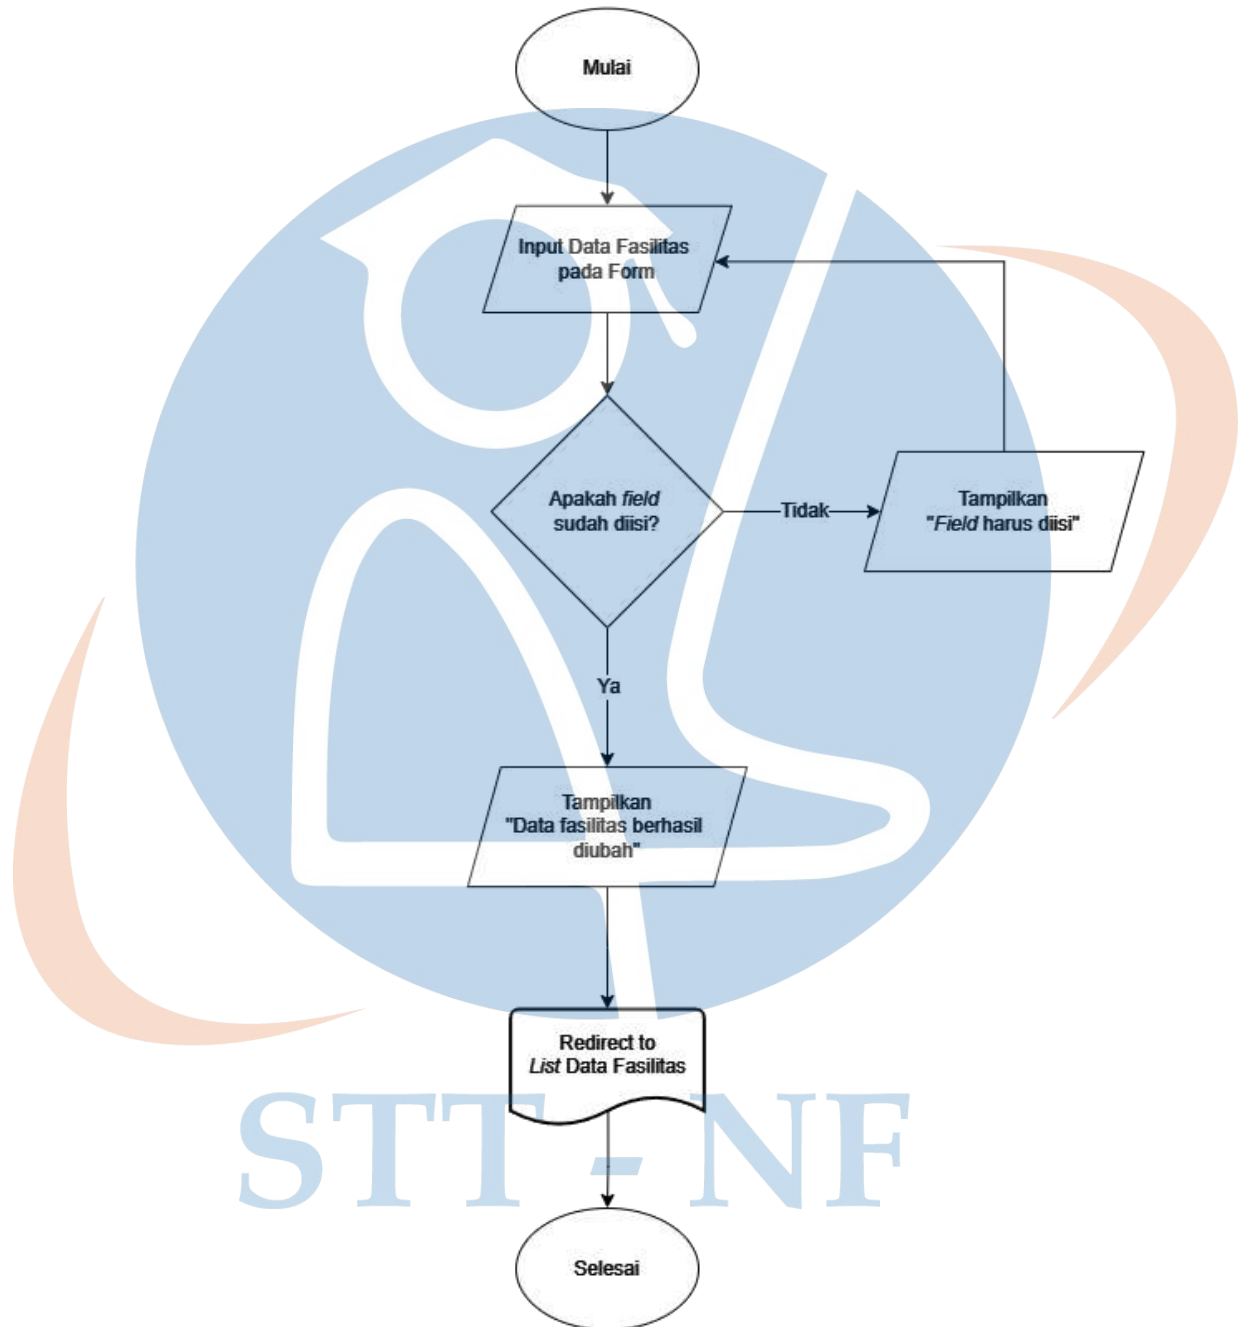 Mulai
Input Data Fasilitas
pada Form
Apakah field
sudah diisi?
Tidak
Tampilkan
"Field harus diisi"
Ya
Tampilkan
"Data fasilitas berhasil
diubah"
Redirect to
List Data Fasilitas
STT - NF
Selesai